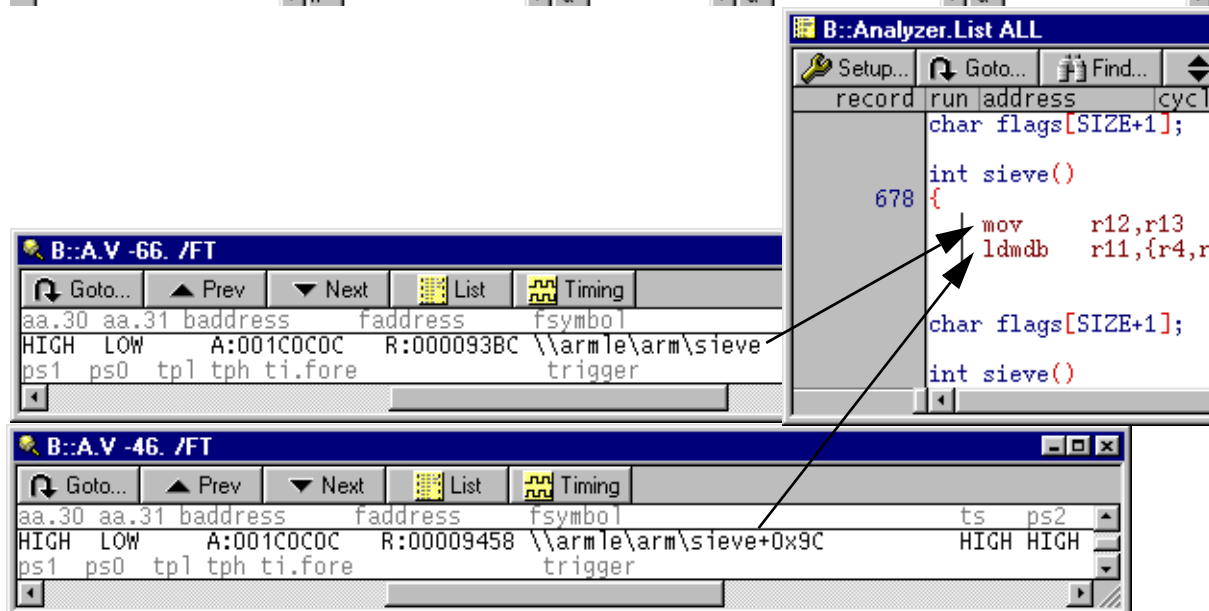 B::Analyzer.List ALL
Setup... Goto... Find...
record run address cycl
char flags[SIZE+1];
int sieve()
678 {
mov r12,r13
ldmdb r11,{r4,r
char flags[SIZE+1];
int sieve()
B::A.V -66. /FT
Goto... Prev Next List Timing
aa.30 aa.31 baddress faddress fsymbol
HIGH LOW A:001C0C0C R:000093BC \\armle\arm\sieve
ps1 ps0 tpl tph ti.fore trigger
B::A.V -46. /FT
Goto... Prev Next List Timing
aa.30 aa.31 baddress faddress fsymbol ts ps2
HIGH LOW A:001C0C0C R:00009458 \\armle\arm\sieve+0x9C HIGH HIGH
ps1 ps0 tpl tph ti.fore trigger